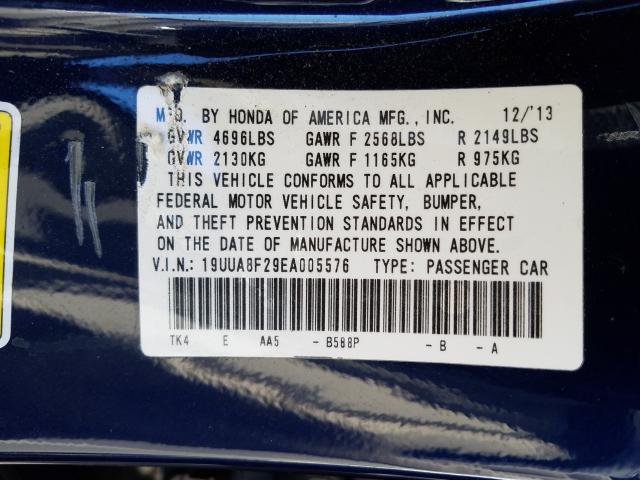 MFD. BY HONDA OF AMERICA MFG., INC. 12/'13
GVWR 4696LBS GAWR F 2568LBS R 2149LBS
GVWR 2130KG GAWR F 1165KG R 975KG
THIS VEHICLE CONFORMS TO ALL APPLICABLE
FEDERAL MOTOR VEHICLE SAFETY, BUMPER,
AND THEFT PREVENTION STANDARDS IN EFFECT
ON THE DATE OF MANUFACTURE SHOWN ABOVE.
V.I.N.: 19UUA8F29EA005576 TYPE: PASSENGER CAR
TK4 E AA5 -B588P -B -A